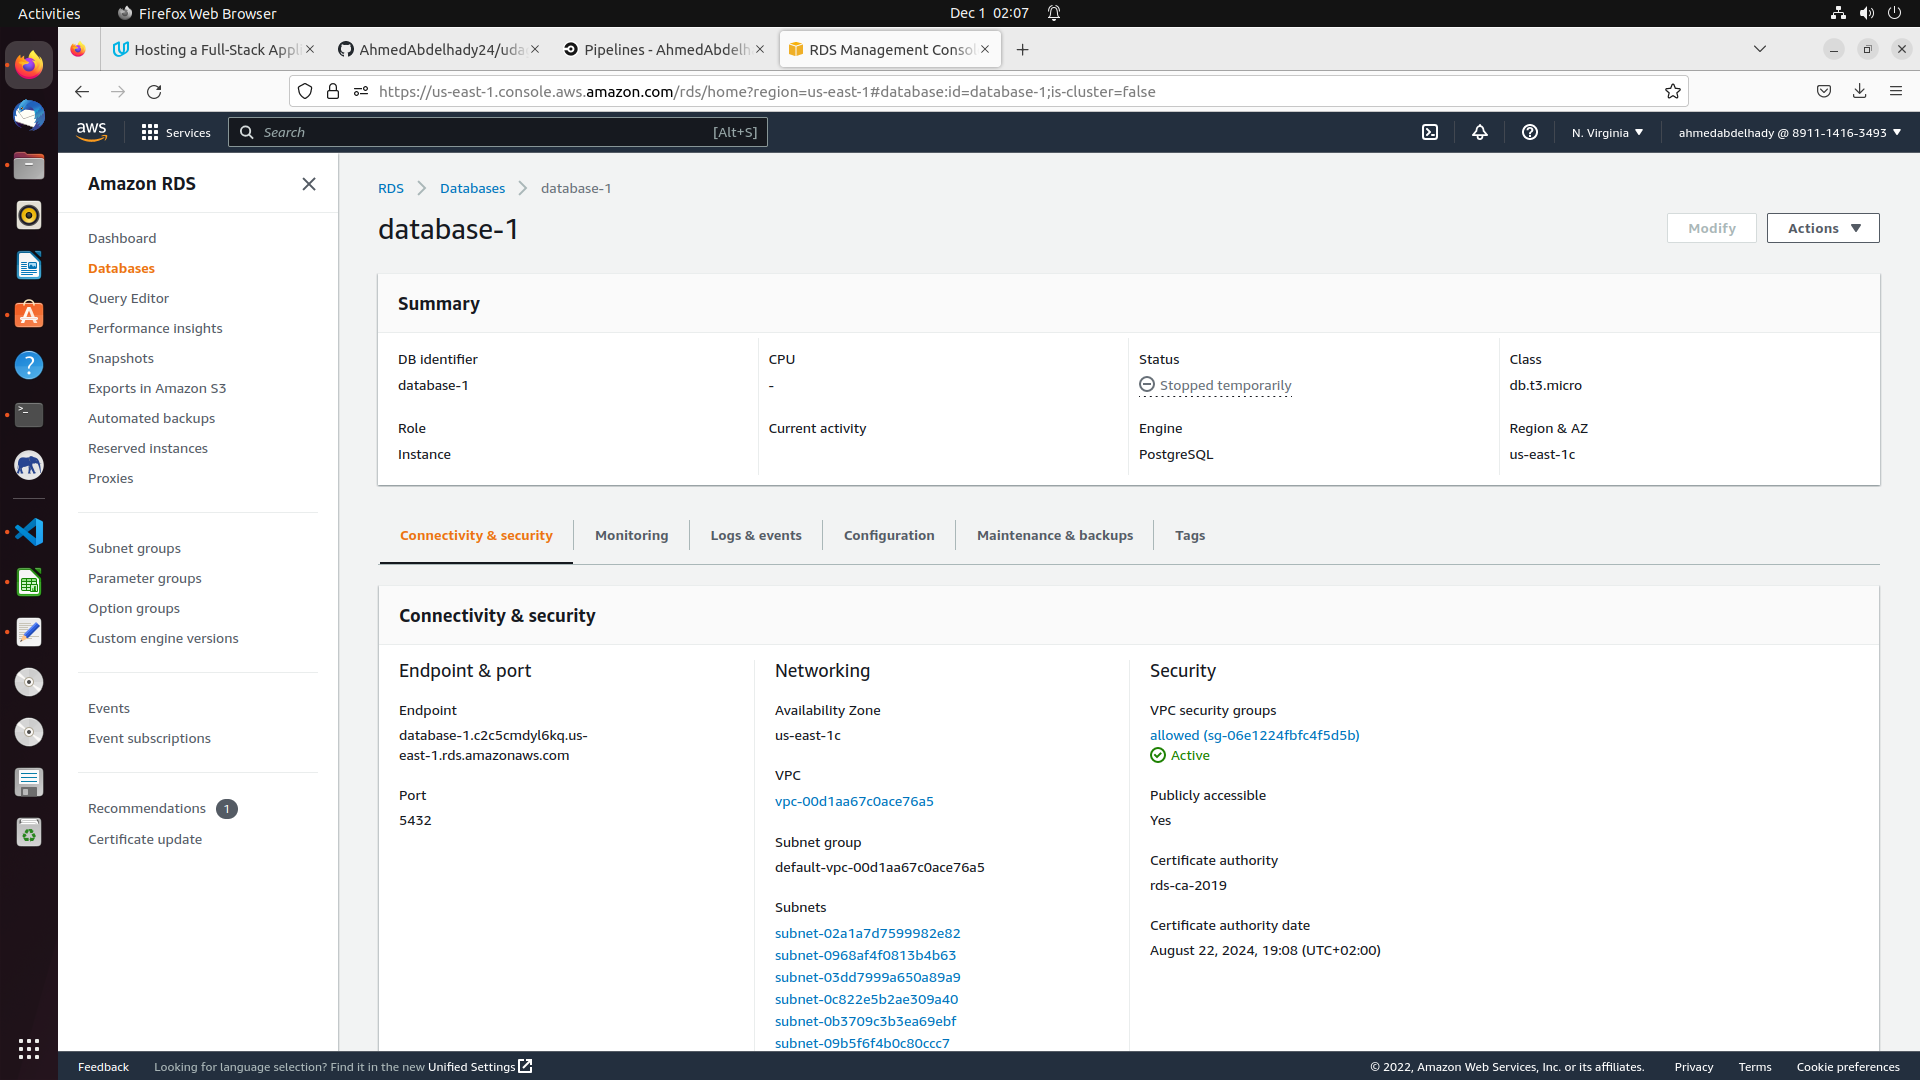 Activities
Firefox Web Browser
Dec 1 02:07
Hosting a Full-Stack Appl
AhmedAbdelhady24/uda
Pipelines - AhmedAbdelh
RDS Management Consol
https://us-east-1.console.aws.amazon.com/rds/home?region=us-east-1#database:id=database-1;is-cluster=false
aws
Services
Search
[Alt+S]
N. Virginia
ahmedabdelhady @ 8911-1416-3493
Amazon RDS
Dashboard
Databases
Query Editor
Performance insights
Snapshots
Exports in Amazon S3
Automated backups
Reserved instances
Proxies
Subnet groups
Parameter groups
Option groups
Custom engine versions
Events
Event subscriptions
Recommendations 1
Certificate update
RDS
Databases
database-1
database-1
Modify
Actions
Summary
DB identifier
database-1
CPU
-
Status
Stopped temporarily
Class
db.t3.micro
Role
Instance
Current activity
Engine
PostgreSQL
Region & AZ
us-east-1c
Connectivity & security
Monitoring
Logs & events
Configuration
Maintenance & backups
Tags
Connectivity & security
Endpoint & port
Endpoint
database-1.c2c5cmdyl6kq.us-
east-1.rds.amazonaws.com
Port
5432
Networking
Availability Zone
us-east-1c
VPC
vpc-00d1aa67c0ace76a5
Subnet group
default-vpc-00d1aa67c0ace76a5
Subnets
subnet-02a1a7d7599982e82
subnet-0968af4f0813b4b63
subnet-03dd7999a650a89a9
subnet-0c822e5b2ae309a40
subnet-0b3709c3b3ea69ebf
subnet-09b5f6f4b0c80ccc7
Security
VPC security groups
allowed (sg-06e1224fbfc4f5d5b)
Active
Publicly accessible
Yes
Certificate authority
rds-ca-2019
Certificate authority date
August 22, 2024, 19:08 (UTC+02:00)
Feedback
Looking for language selection? Find it in the new Unified Settings
© 2022, Amazon Web Services, Inc. or its affiliates.
Privacy
Terms
Cookie preferences